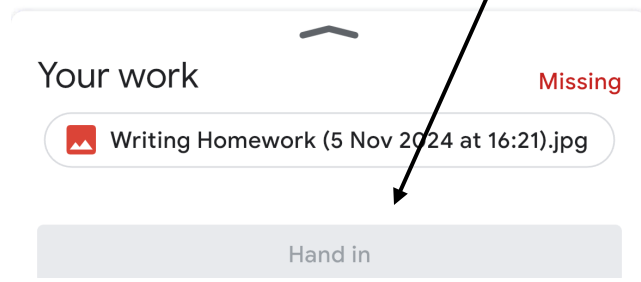 Your work
Missing
Writing Homework (5 Nov 2024 at 16:21).jpg
Hand in